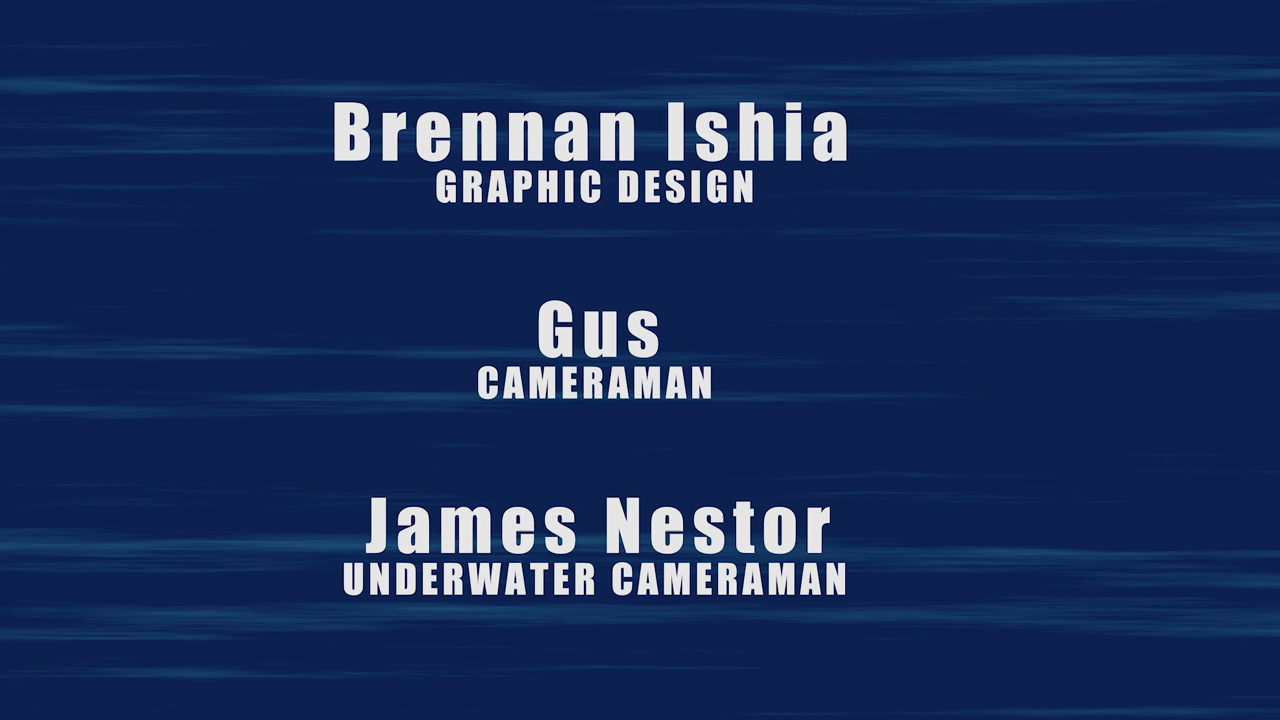 Brennan Ishia
GRAPHIC DESIGN
Gus
CAMERAMAN
James Nestor
UNDERWATER CAMERAMAN